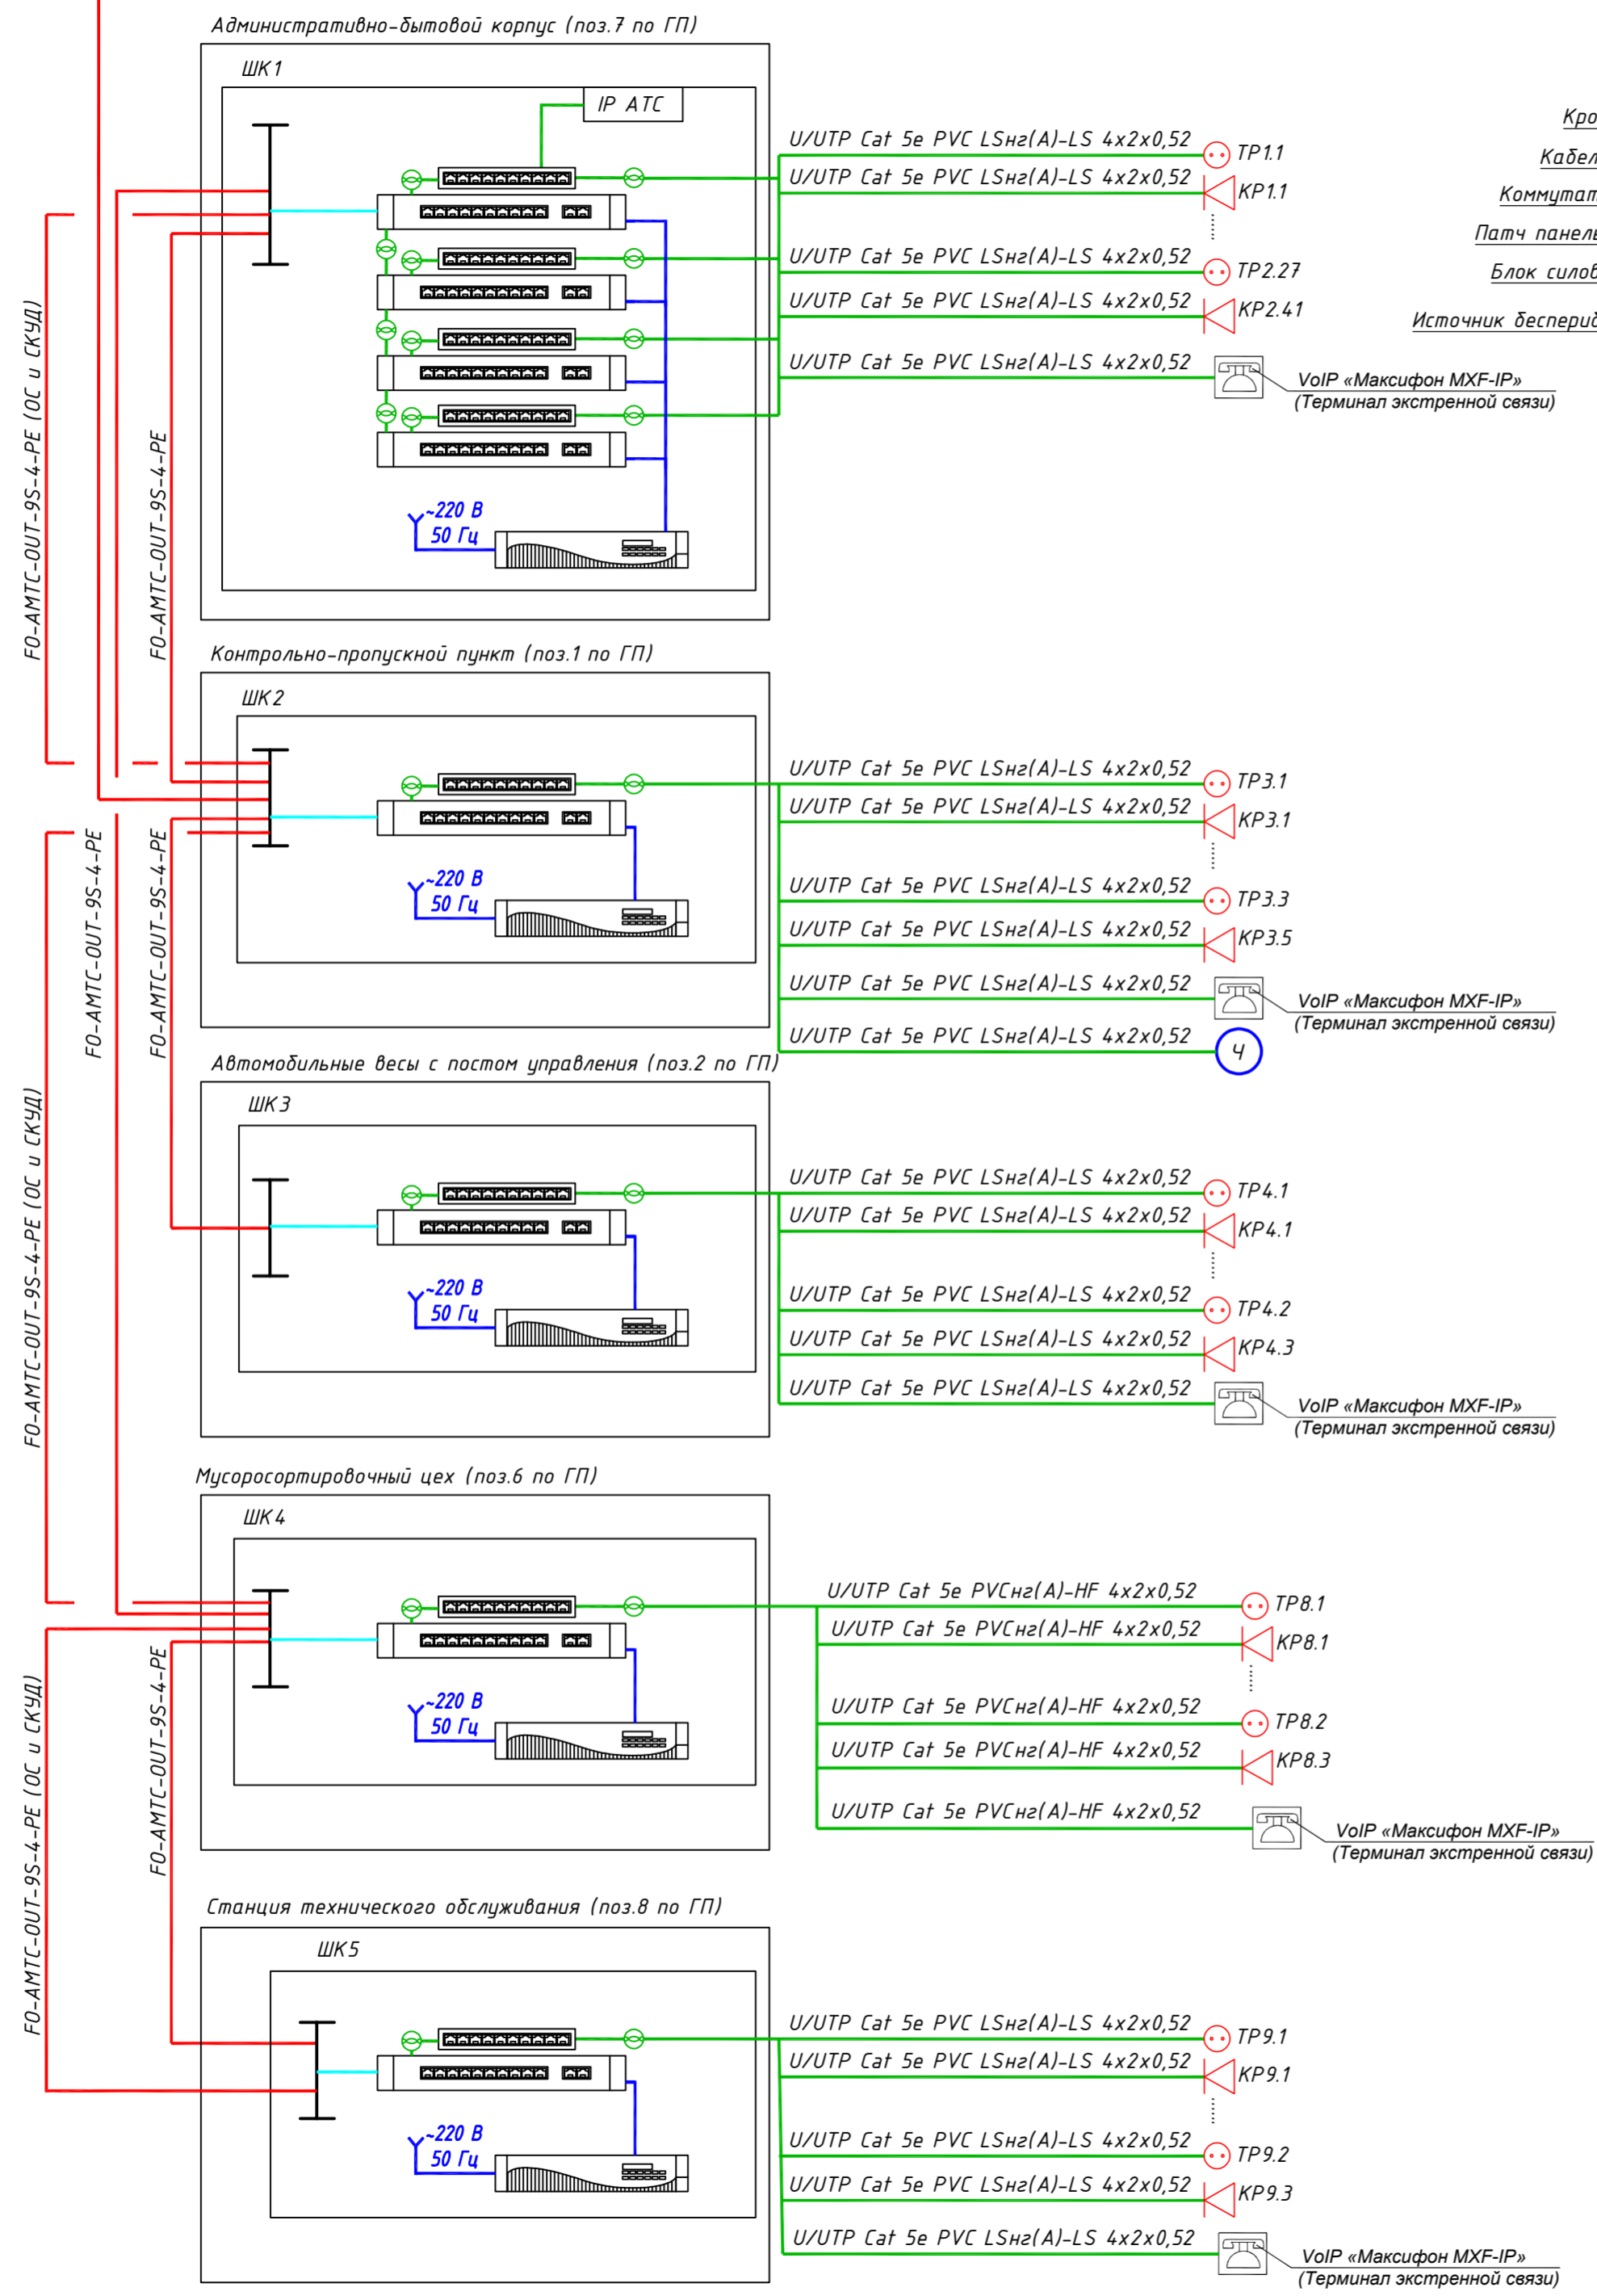 Административно-бытовой корпус (поз.7 по ГП)
ШК1
IP АТС
U/UTP Cat 5e PVC LSнг(А)-LS 4x2x0,52
ТР1.1
U/UTP Cat 5e PVC LSнг(А)-LS 4x2x0,52
КР1.1
U/UTP Cat 5e PVC LSнг(А)-LS 4x2x0,52
ТР2.27
U/UTP Cat 5e PVC LSнг(А)-LS 4x2x0,52
КР2.41
U/UTP Cat 5e PVC LSнг(А)-LS 4x2x0,52
VoIP «Максифон MXF-IP»
(Терминал экстренной связи)
~220 В
50 Гц
Кро
Кабел
Коммутат
Патч панель
Блок силов
Источник бесперид
FO-AMTC-OUT-9S-4-PE (ОС и СКУД)
FO-AMTC-OUT-9S-4-PE
Контрольно-пропускной пункт (поз.1 по ГП)
ШК2
U/UTP Cat 5e PVC LSнг(А)-LS 4x2x0,52
ТР3.1
U/UTP Cat 5e PVC LSнг(А)-LS 4x2x0,52
КР3.1
~220 В
50 Гц
U/UTP Cat 5e PVC LSнг(А)-LS 4x2x0,52
ТР3.3
U/UTP Cat 5e PVC LSнг(А)-LS 4x2x0,52
КР3.5
U/UTP Cat 5e PVC LSнг(А)-LS 4x2x0,52
VoIP «Максифон MXF-IP»
(Терминал экстренной связи)
U/UTP Cat 5e PVC LSнг(А)-LS 4x2x0,52
Ч
FO-AMTC-OUT-9S-4-PE
FO-AMTC-OUT-9S-4-PE
Автомобильные весы с постом управления (поз.2 по ГП)
ШК3
U/UTP Cat 5e PVC LSнг(А)-LS 4x2x0,52
ТР4.1
U/UTP Cat 5e PVC LSнг(А)-LS 4x2x0,52
КР4.1
~220 В
50 Гц
U/UTP Cat 5e PVC LSнг(А)-LS 4x2x0,52
ТР4.2
U/UTP Cat 5e PVC LSнг(А)-LS 4x2x0,52
КР4.3
U/UTP Cat 5e PVC LSнг(А)-LS 4x2x0,52
VoIP «Максифон MXF-IP»
(Терминал экстренной связи)
FO-AMTC-OUT-9S-4-PE (ОС и СКУД)
Мусоросортировочный цех (поз.6 по ГП)
ШК4
U/UTP Cat 5e PVCнг(А)-HF 4x2x0,52
ТР8.1
U/UTP Cat 5e PVCнг(А)-HF 4x2x0,52
КР8.1
~220 В
50 Гц
U/UTP Cat 5e PVCнг(А)-HF 4x2x0,52
ТР8.2
U/UTP Cat 5e PVCнг(А)-HF 4x2x0,52
КР8.3
U/UTP Cat 5e PVCнг(А)-HF 4x2x0,52
VoIP «Максифон MXF-IP»
(Терминал экстренной связи)
FO-AMTC-OUT-9S-4-PE (ОС и СКУД)
FO-AMTC-OUT-9S-4-PE
Станция технического обслуживания (поз.8 по ГП)
ШК5
U/UTP Cat 5e PVC LSнг(А)-LS 4x2x0,52
ТР9.1
U/UTP Cat 5e PVC LSнг(А)-LS 4x2x0,52
КР9.1
~220 В
50 Гц
U/UTP Cat 5e PVC LSнг(А)-LS 4x2x0,52
ТР9.2
U/UTP Cat 5e PVC LSнг(А)-LS 4x2x0,52
КР9.3
U/UTP Cat 5e PVC LSнг(А)-LS 4x2x0,52
VoIP «Максифон MXF-IP»
(Терминал экстренной связи)